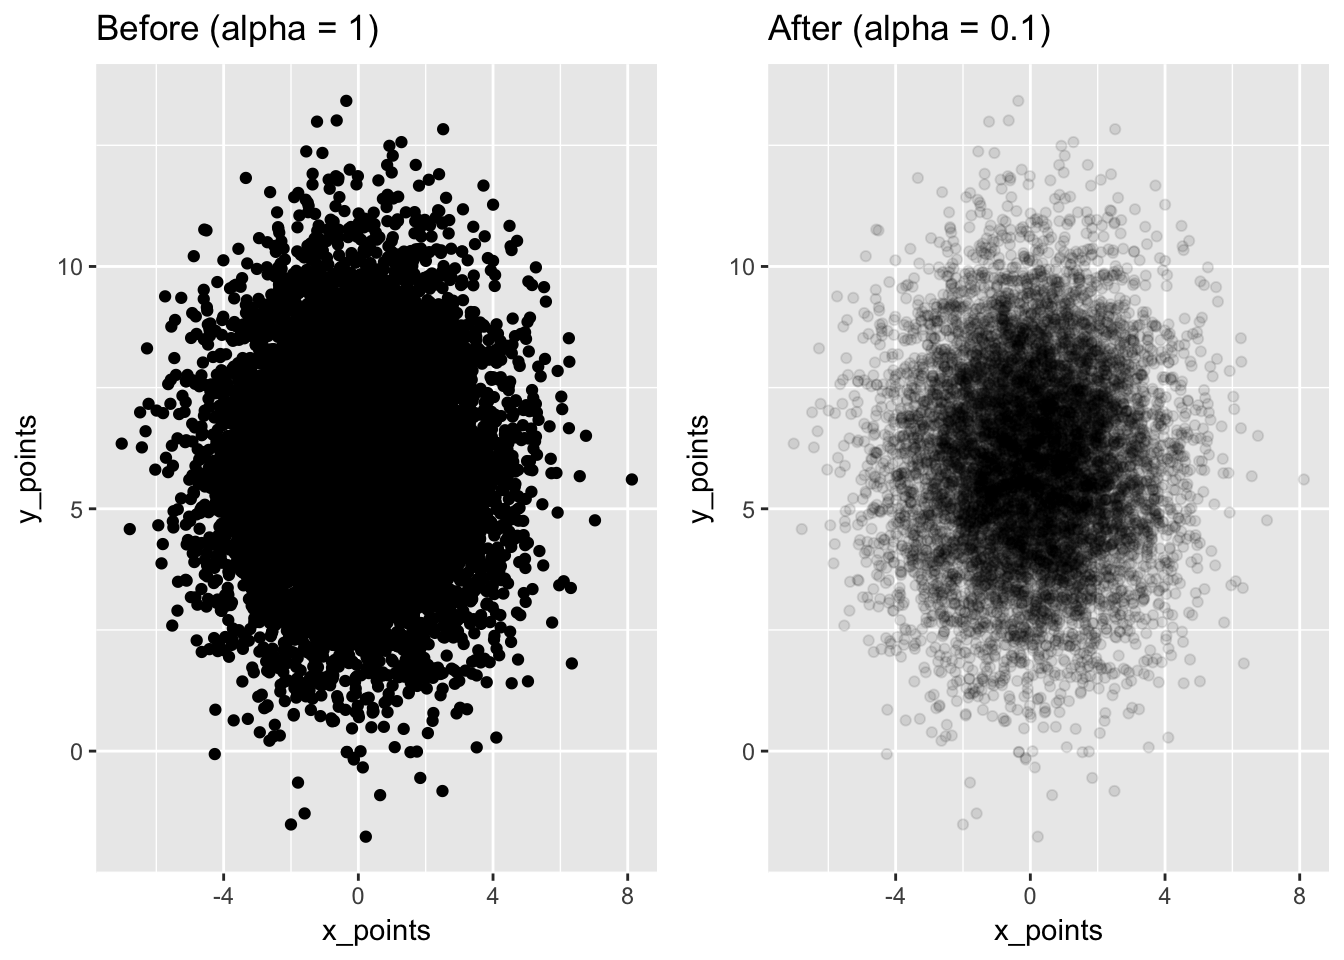 Before (alpha = 1)
y_points
10
5
0
-4 0 4 8
x_points
After (alpha = 0.1)
y_points
10
5
0
-4 0 4 8
x_points